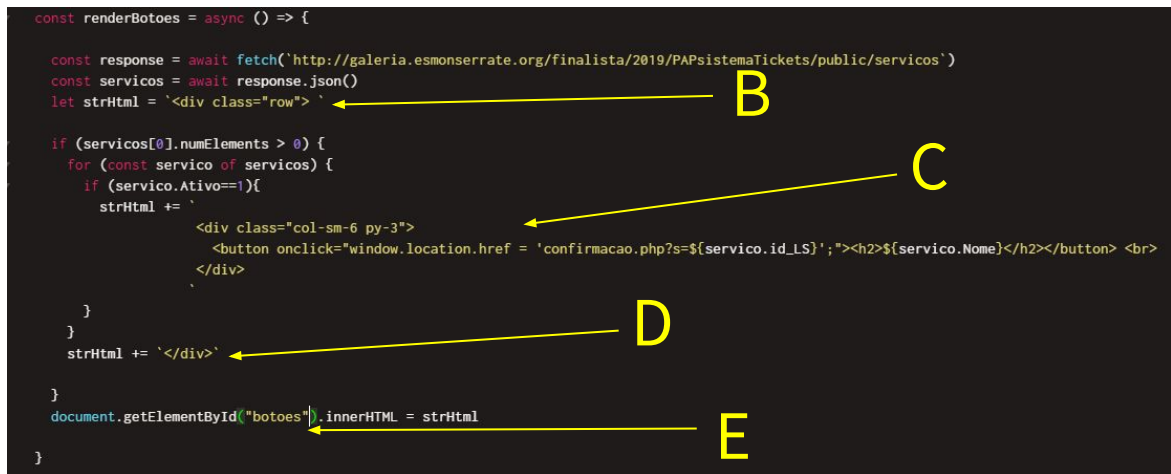 const renderBotoes = async () => {
const response = await fetch(`http://galeria.esmonserrate.org/finalista/2019/PAPsistemaTickets/public/servicos`)
const servicos = await response.json()
let strHtml = `<div class="row"> `
B
if (servicos[0].numElements > 0) {
for (const servico of servicos) {
if (servico.Ativo==1){
C
strHtml += `
<div class="col-sm-6 py-3">
<button onclick="window.location.href = 'confirmacao.php?s=${servico.id_LS}';"><h2>${servico.Nome}</h2></button> <br>
</div>
`
}
}
D
strHtml += `</div>`
}
document.getElementById("botoes").innerHTML = strHtml
E
}